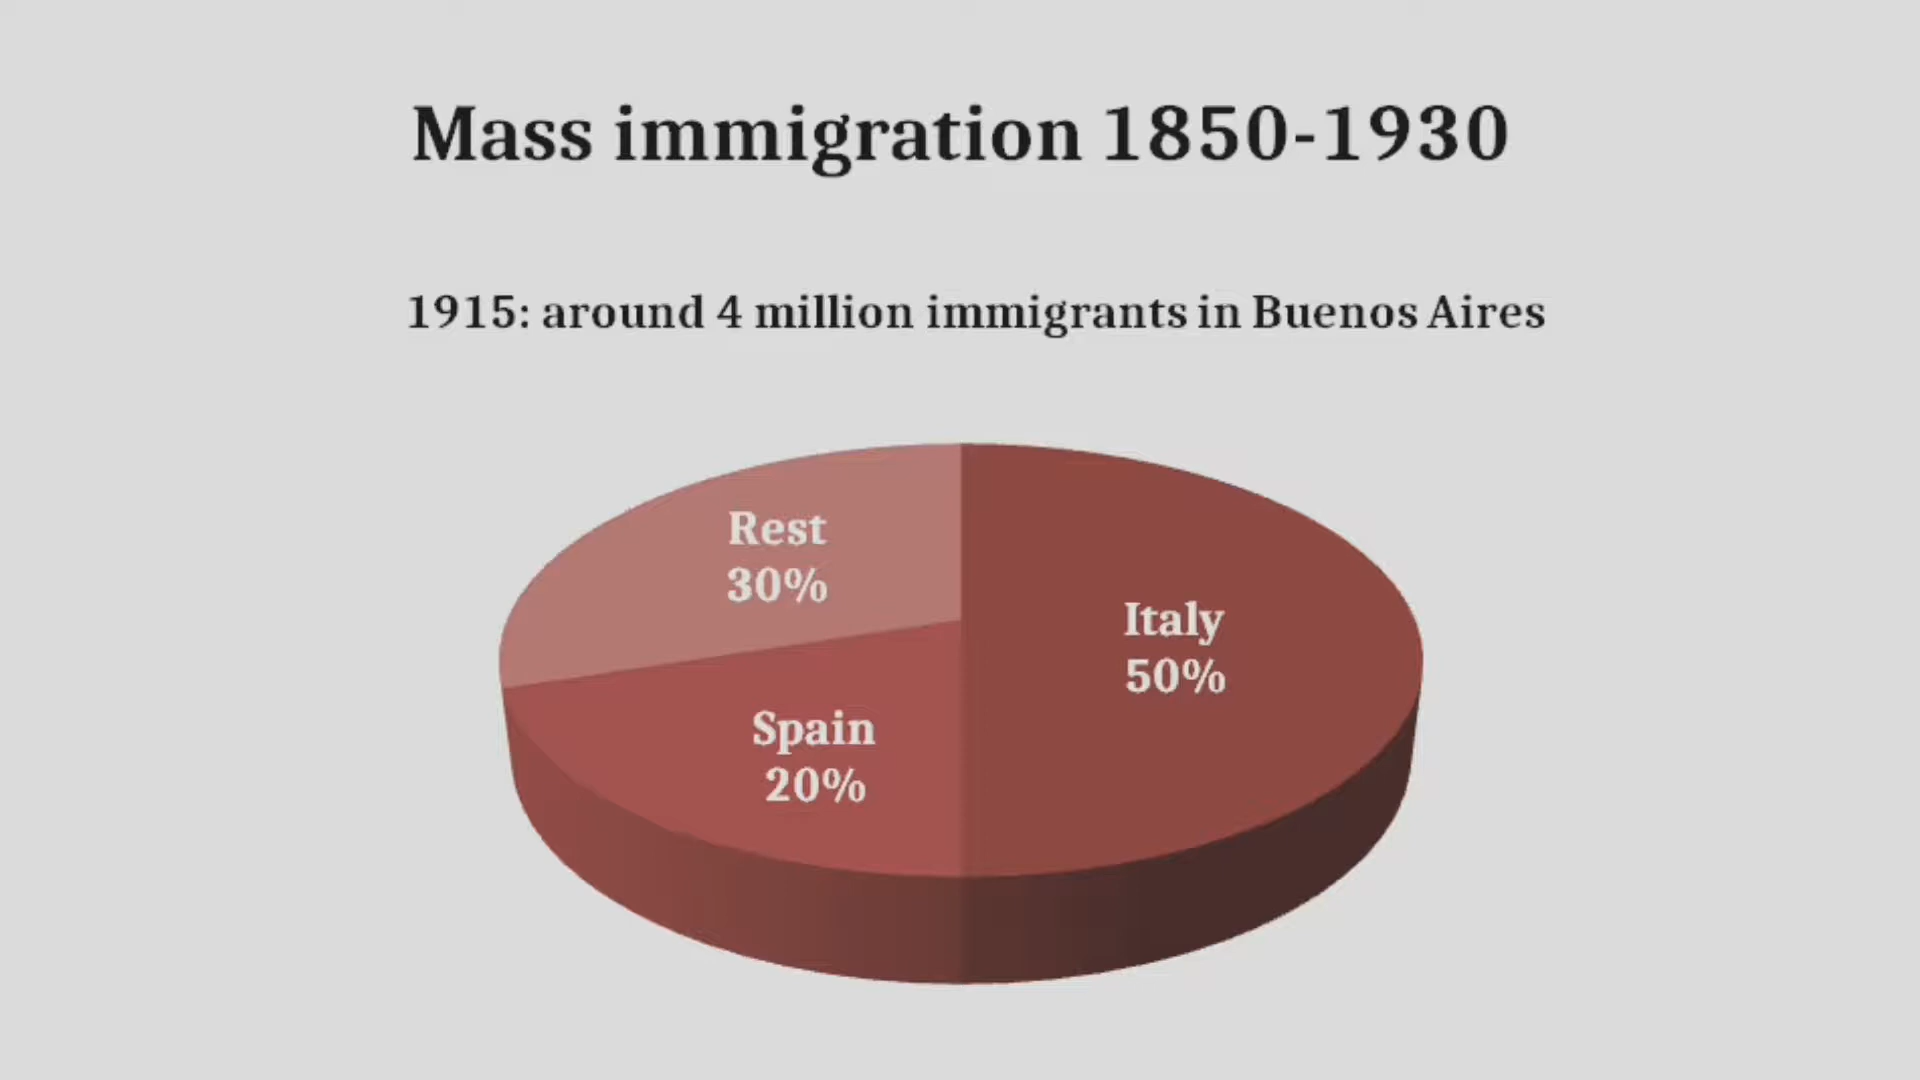 Mass immigration 1850-1930
1915: around 4 million immigrants in Buenos Aires
Rest
30%
Italy
50%
Spain
20%